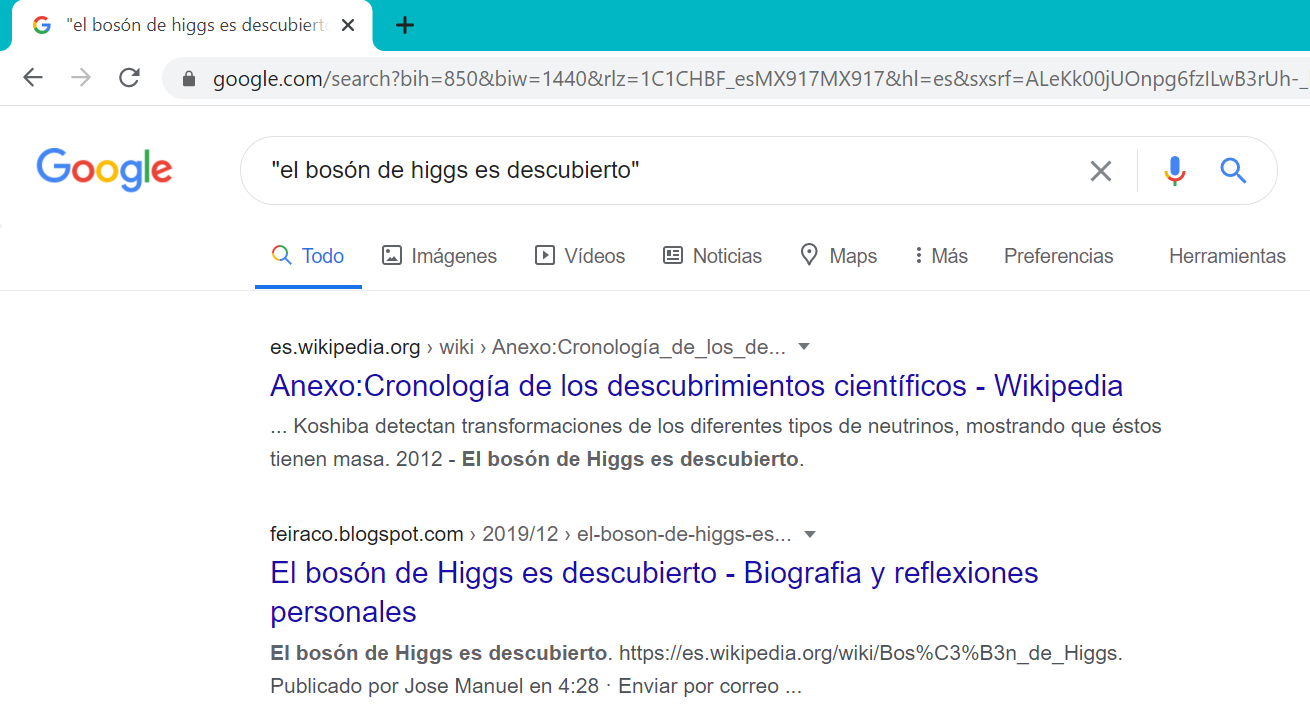 "el bosón de higgs es descubierto
google.com/search?bih=850&biw=1440&rlz=1C1CHBF_esMX917MX917&hl=es&sxsrf=ALeKk00jUOnpg6fzILwB3rUh-_
Google "el bosón de higgs es descubierto"
Todo Imágenes Vídeos Noticias Maps Más Preferencias Herramientas
es.wikipedia.org › wiki › Anexo:Cronología_de_los_de...
Anexo:Cronología de los descubrimientos científicos - Wikipedia
... Koshiba detectan transformaciones de los diferentes tipos de neutrinos, mostrando que éstos
tienen masa. 2012 - El bosón de Higgs es descubierto.
feiraco.blogspot.com › 2019/12 › el-boson-de-higgs-es...
El bosón de Higgs es descubierto - Biografia y reflexiones
personales
El bosón de Higgs es descubierto. https://es.wikipedia.org/wiki/Bos%C3%B3n_de_Higgs.
Publicado por Jose Manuel en 4:28 · Enviar por correo ...